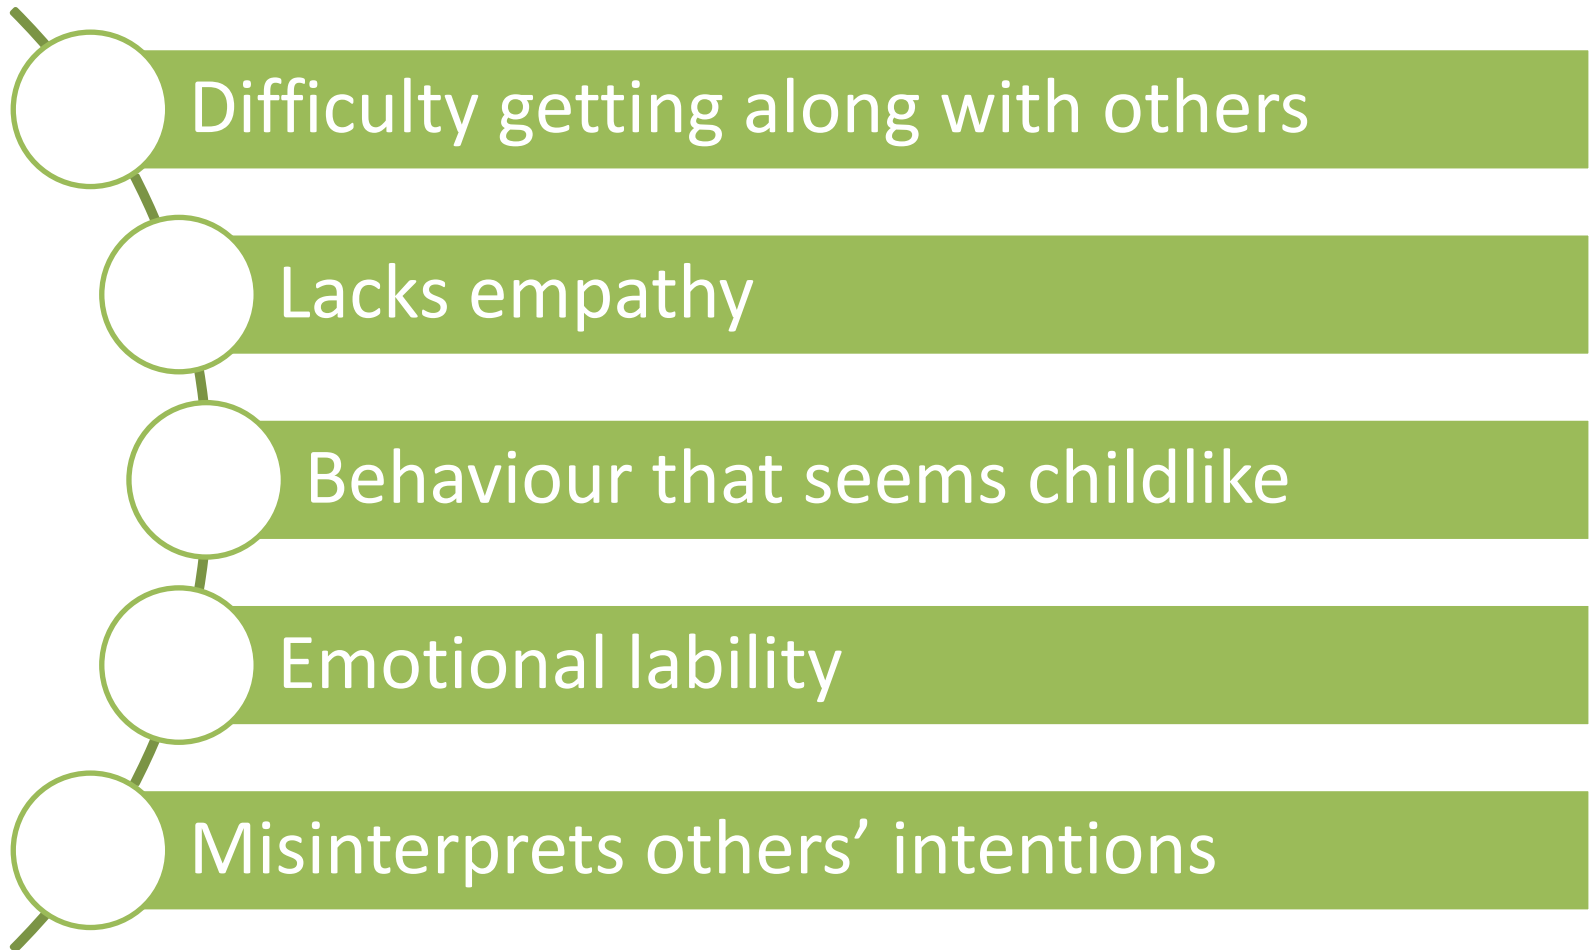 Difficulty getting along with others
Lacks empathy
Behaviour that seems childlike
Emotional lability
Misinterprets others’ intentions